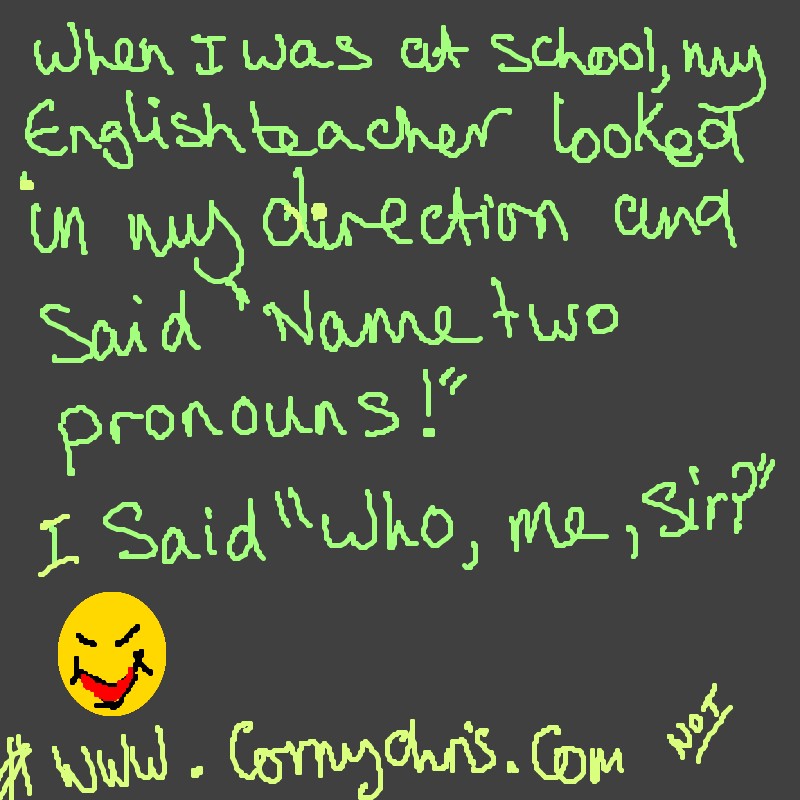 When I was at school, my
English teacher looked
in my direction and
said "Name two
pronouns!"
I said "Who, me, Sir?"
# www.Cornychris.Com NOI